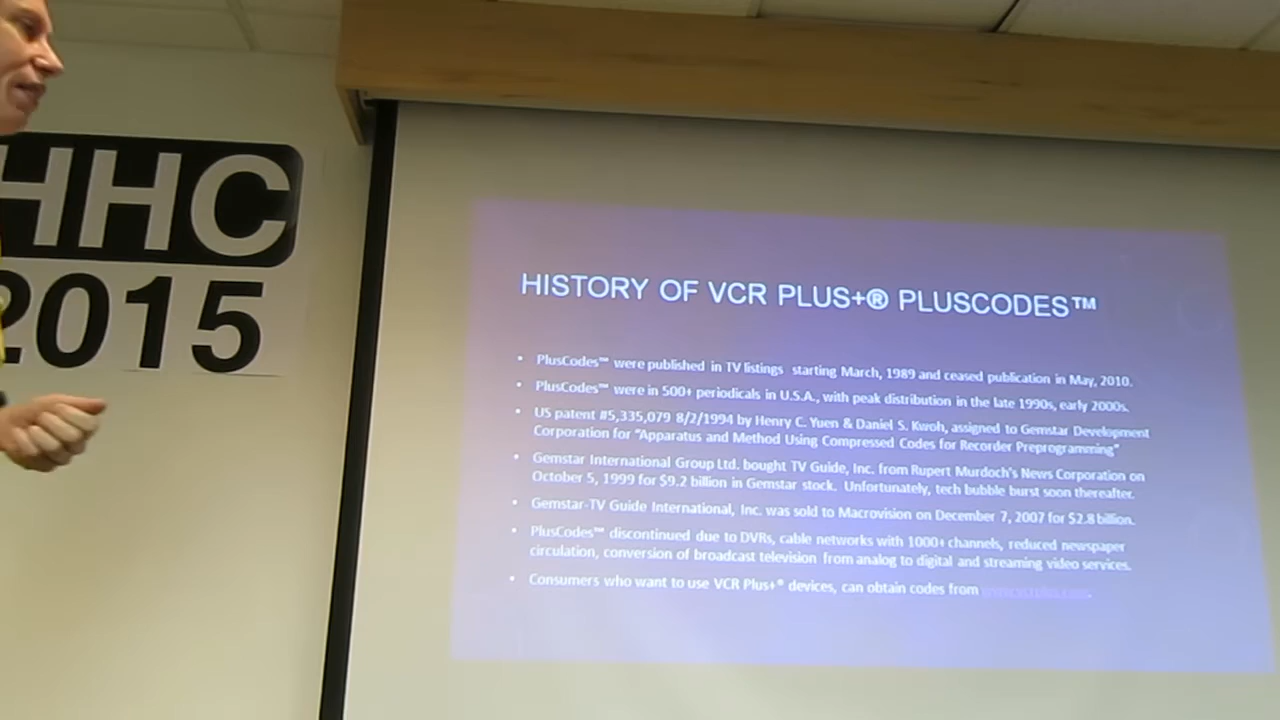 HHC
2015
HISTORY OF VCR PLUS+® PLUSCODES™
• PlusCodes™ were published in TV listings starting March, 1989 and ceased publication in May, 2010.
• PlusCodes™ were in 500+ periodicals in U.S.A., with peak distribution in the late 1990s, early 2000s.
• US patent #5,335,079 8/2/1994 by Henry C. Yuen & Daniel S. Kwoh, assigned to Gemstar Development
Corporation for "Apparatus and Method Using Compressed Codes for Recorder Preprogramming"
• Gemstar International Group Ltd. bought TV Guide, Inc. from Rupert Murdoch's News Corporation on
October 5, 1999 for $9.2 billion in Gemstar stock. Unfortunately, tech bubble burst soon thereafter.
• Gemstar-TV Guide International, Inc. was sold to Macrovision on December 7, 2007 for $2.8 billion.
• PlusCodes™ discontinued due to DVRs, cable networks with 1000+ channels, reduced newspaper
circulation, conversion of broadcast television from analog to digital and streaming video services.
• Consumers who want to use VCR Plus+® devices, can obtain codes from